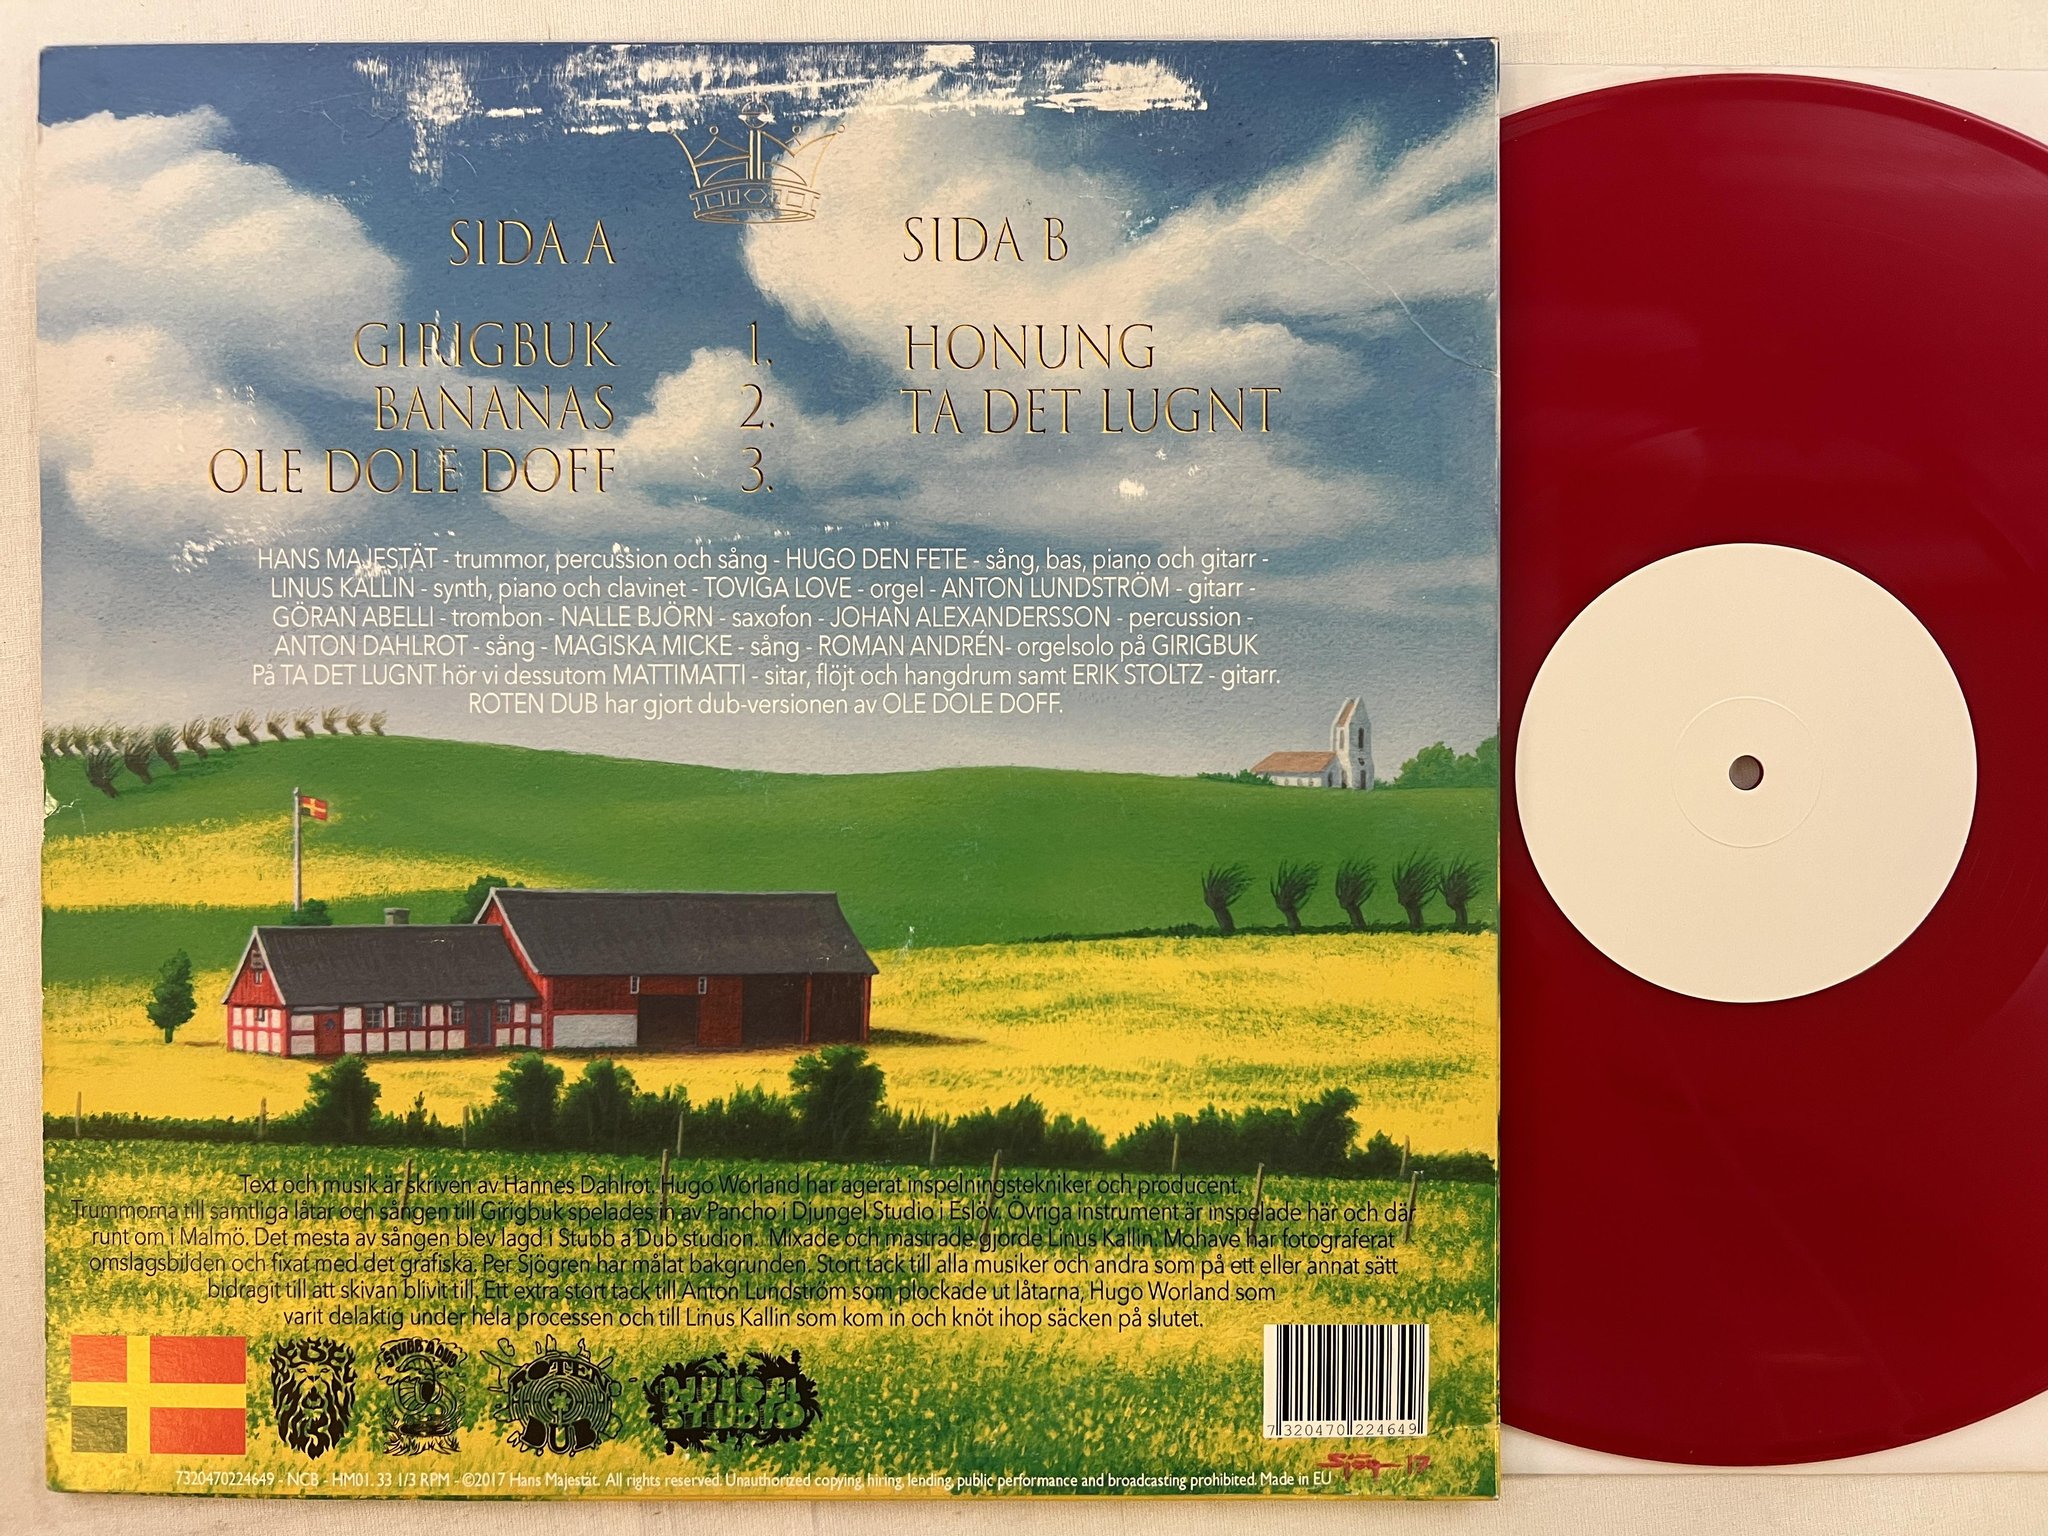 SIDA A
GIRIGBUK 1.
BANANAS 2.
OLE DOLE DOFF 3.
SIDA B
HONUNG
TA DET LUGNT
HANS MAJESTÄT - trummor, percussion och sång - HUGO DEN FETE - sång, bas, piano och gitarr -
LINUS KALLIN - synth, piano och clavinet - TOVIGA LOVE - orgel - ANTON LUNDSTRÖM - gitarr -
GÖRAN ABELLI - trombon - NALLE BJÖRN - saxofon - JOHAN ALEXANDERSSON - percussion -
ANTON DAHLROT - sång - MAGISKA MICKE - sång - ROMAN ANDRÉN- orgelsolo på GIRIGBUK
På TA DET LUGNT hör vi dessutom MATTIMATTI - sitar, flöjt och hangdrum samt ERIK STOLTZ - gitarr.
ROTEN DUB har gjort dub-versionen av OLE DOLE DOFF.
Text och musik är skriven av Hannes Dahlrot. Hugo Worland har agerat inspelningstekniker och producent.
Trummorna till samtliga låtar och sången till Girigbuk spelades in av Pancho i Djungel Studio i Eslöv. Övriga instrument är inspelade här och där
runt om i Malmö. Det mesta av sången blev lagd i Stubb a Dub studion. Mixade och mastrade gjorde Linus Kallin. Mohave har fotograferat
omslagsbilden och fixat med det grafiska. Per Sjögren har målat bakgrunden. Stort tack till alla musiker och andra som på ett eller annat sätt
bidragit till att skivan blivit till. Ett extra stort tack till Anton Lundström som plockade ut låtarna, Hugo Worland som
varit delaktig under hela processen och till Linus Kallin som kom in och knöt ihop säcken på slutet.
STUBB A DUB
ROTEN DUB
DJUNGEL STUDIO
7 320470 224649
Sjög-17
7320470224649 - NCB - HM01. 33 1/3 RPM - ©2017 Hans Majestät. All rights reserved. Unauthorized copying, hiring, lending, public performance and broadcasting prohibited. Made in EU